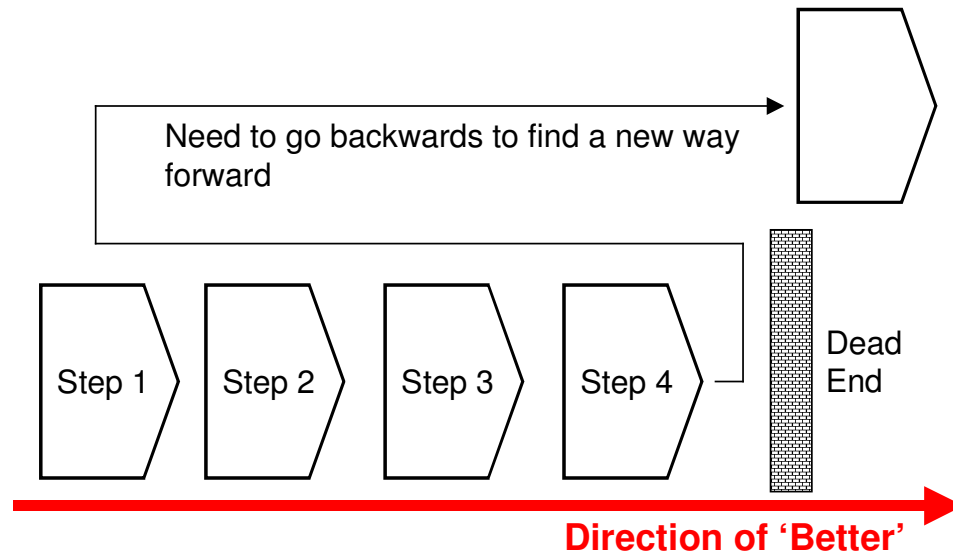 Need to go backwards to find a new way
forward
Step 1
Step 2
Step 3
Step 4
Dead
End
Direction of ‘Better’